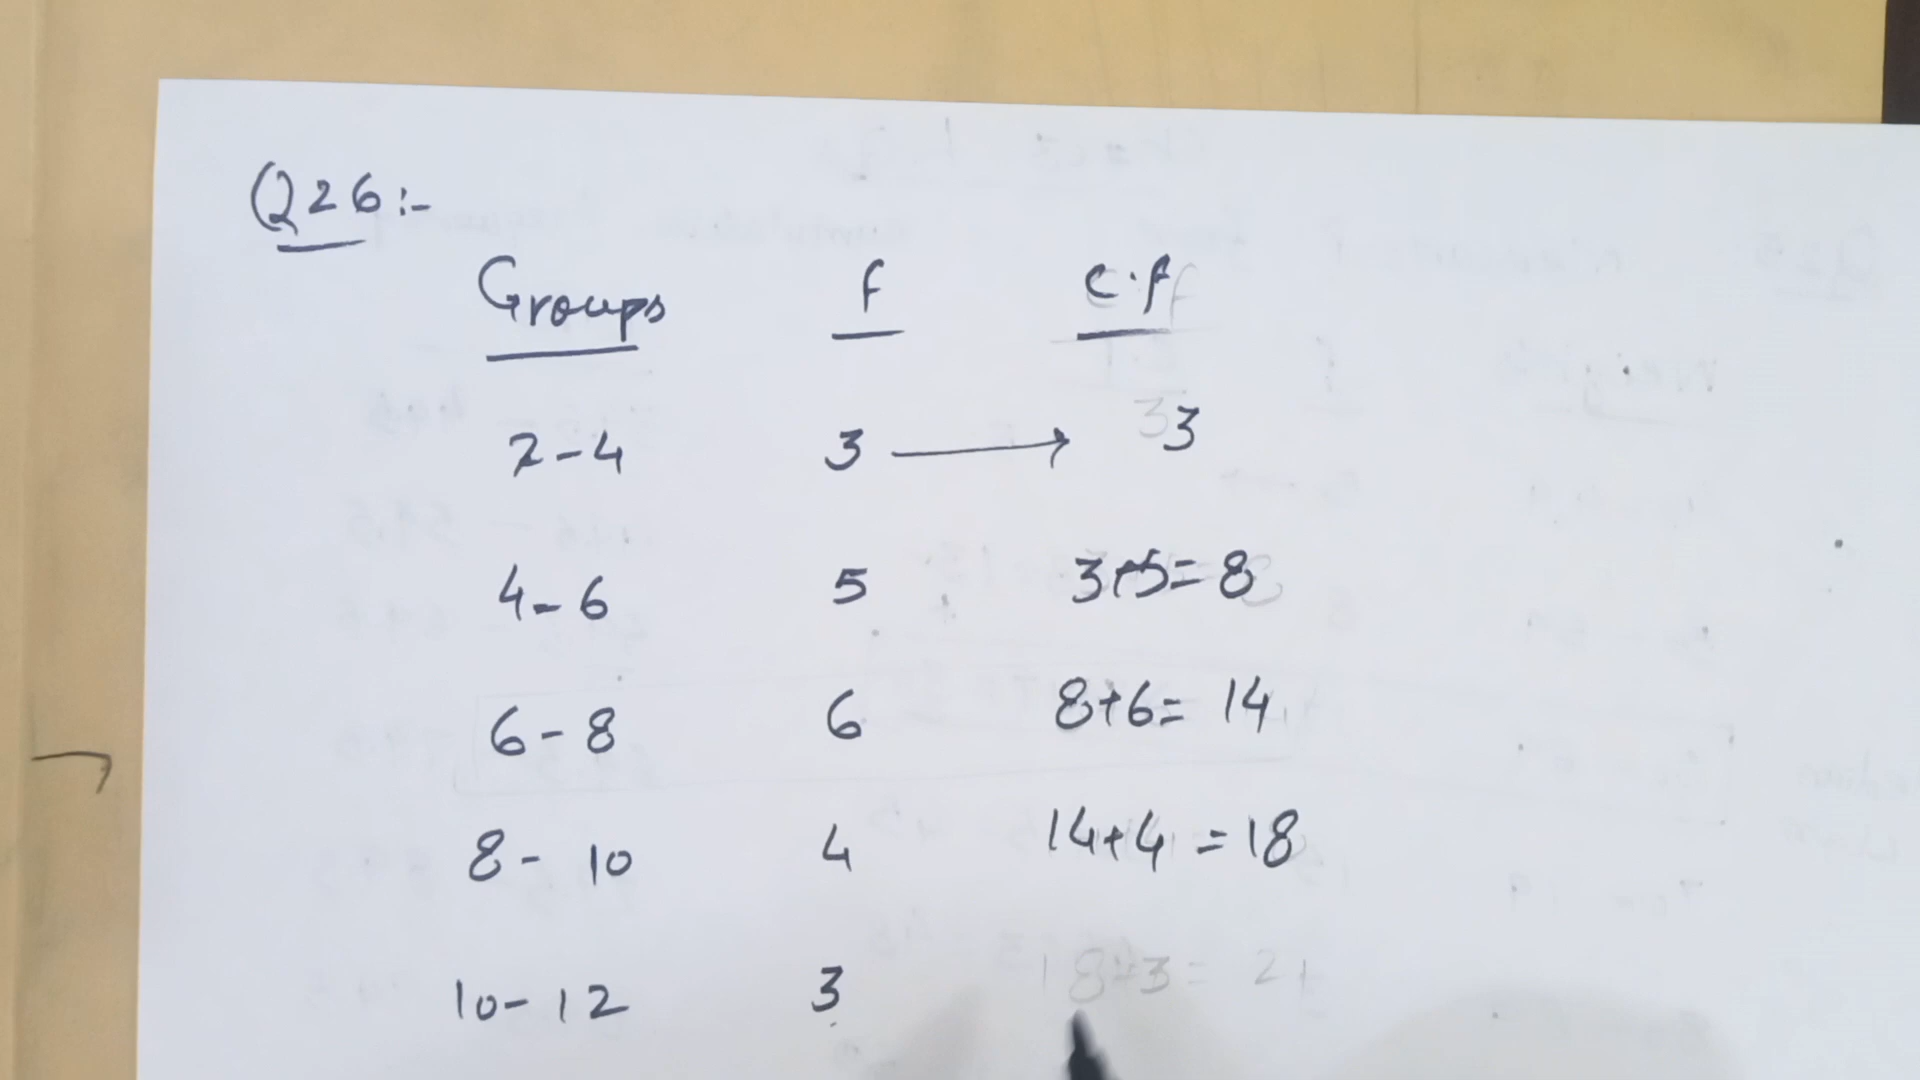 Q26:-
Groups f c.f
2-4 3 → 3
4-6 5 3+5=8
6-8 6 8+6=14
8-10 4 14+4=18
10-12 3 18+3=21